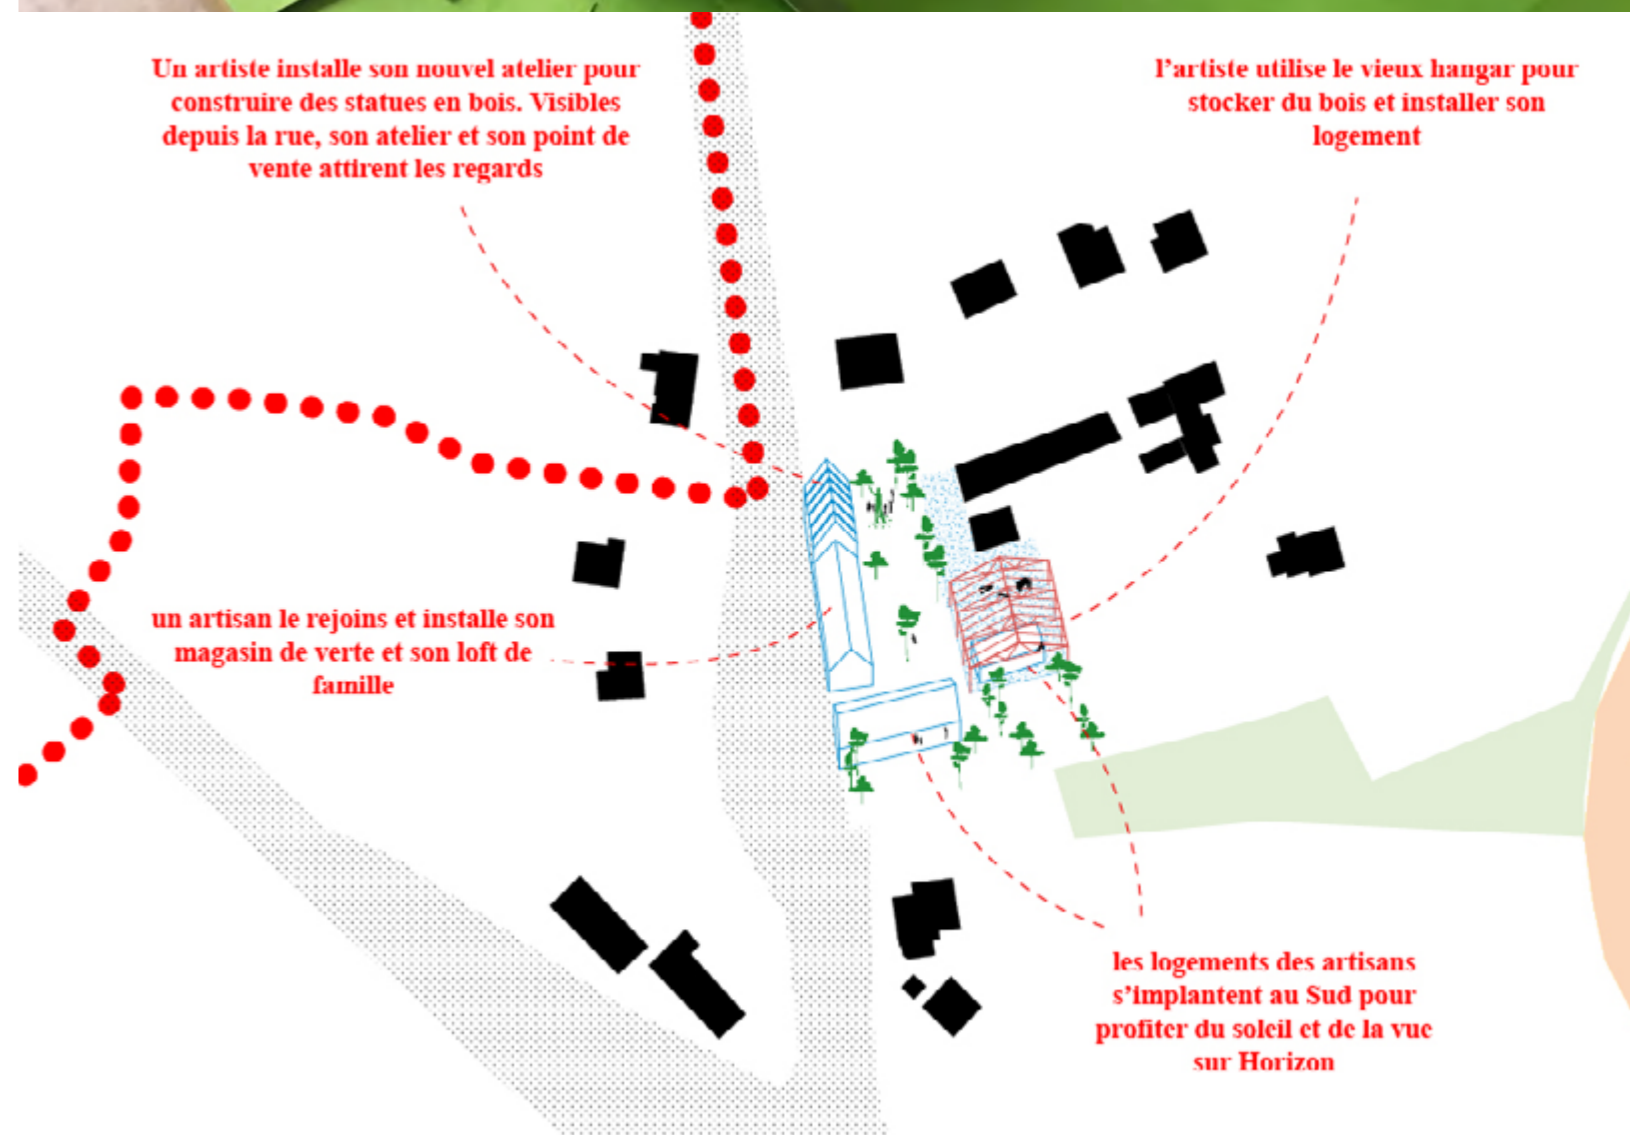 Un artiste installe son nouvel atelier pour
construire des statues en bois. Visibles
depuis la rue, son atelier et son point de
vente attirent les regards
l'artiste utilise le vieux hangar pour
stocker du bois et installer son
logement
un artisan le rejoins et installe son
magasin de verte et son loft de
famille
les logements des artisans
s'implantent au Sud pour
profiter du soleil et de la vue
sur Horizon